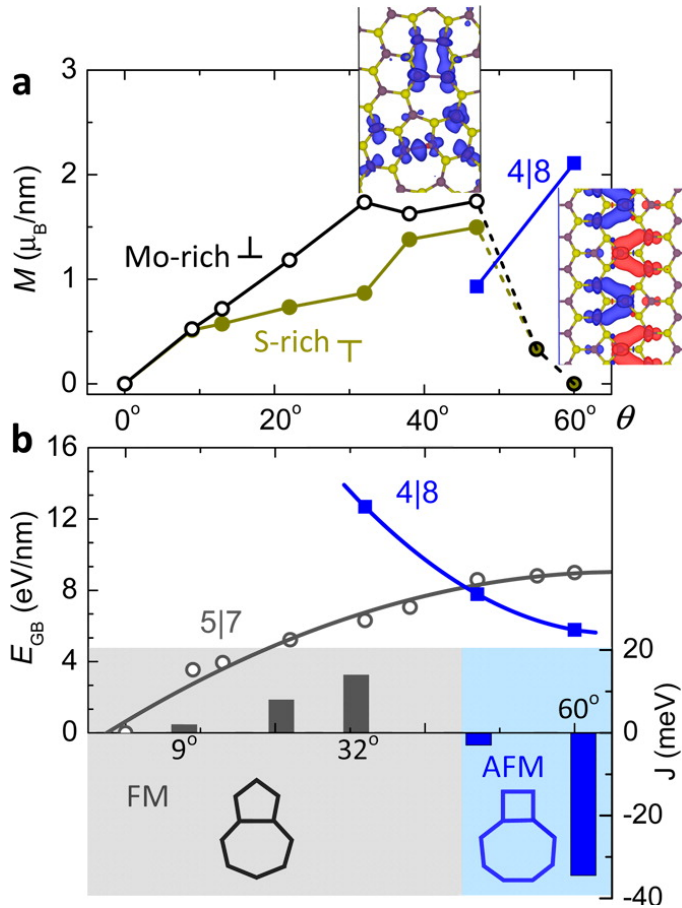 a
3
2
1
0
M (μB/nm)
Mo-rich ⊥
S-rich ⊤
4|8
0° 20° 40° 60° θ
b
16
12
8
4
0
EGB (eV/nm)
4|8
5|7
20
0
-20
-40
J (meV)
9°
32°
60°
FM
AFM